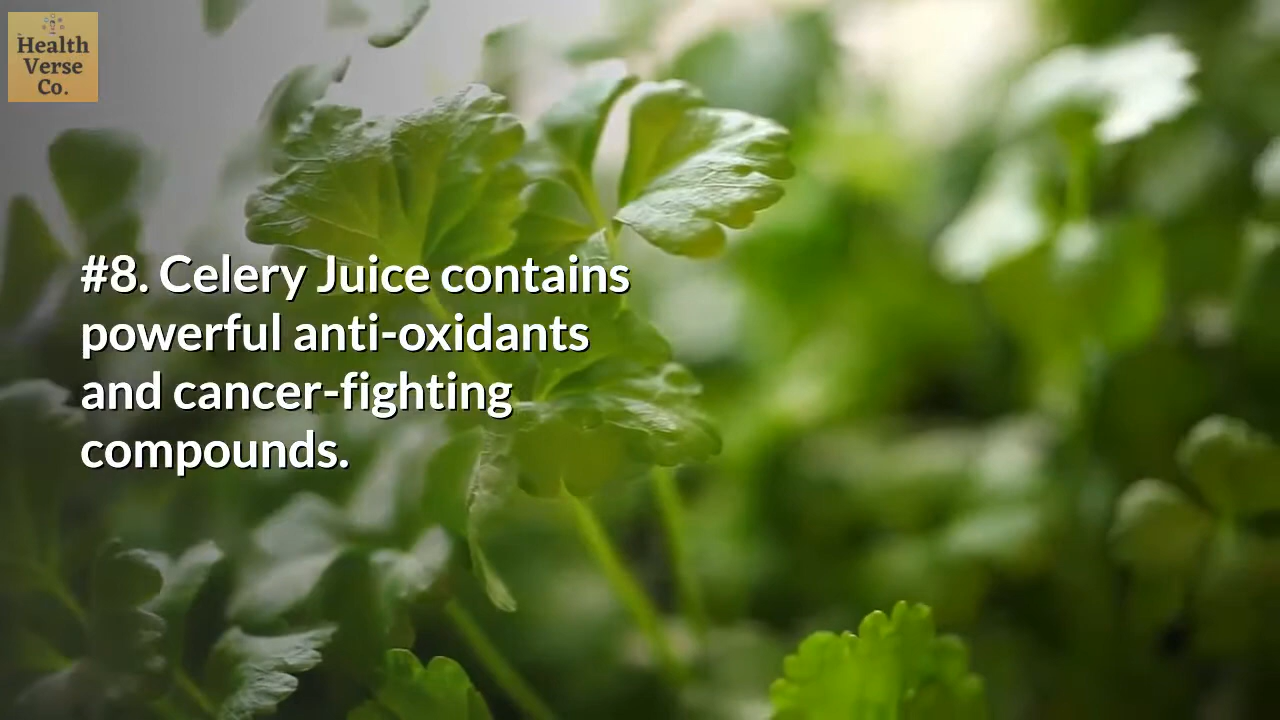 Health
Verse
Co.
#8. Celery Juice contains
powerful anti-oxidants
and cancer-fighting
compounds.